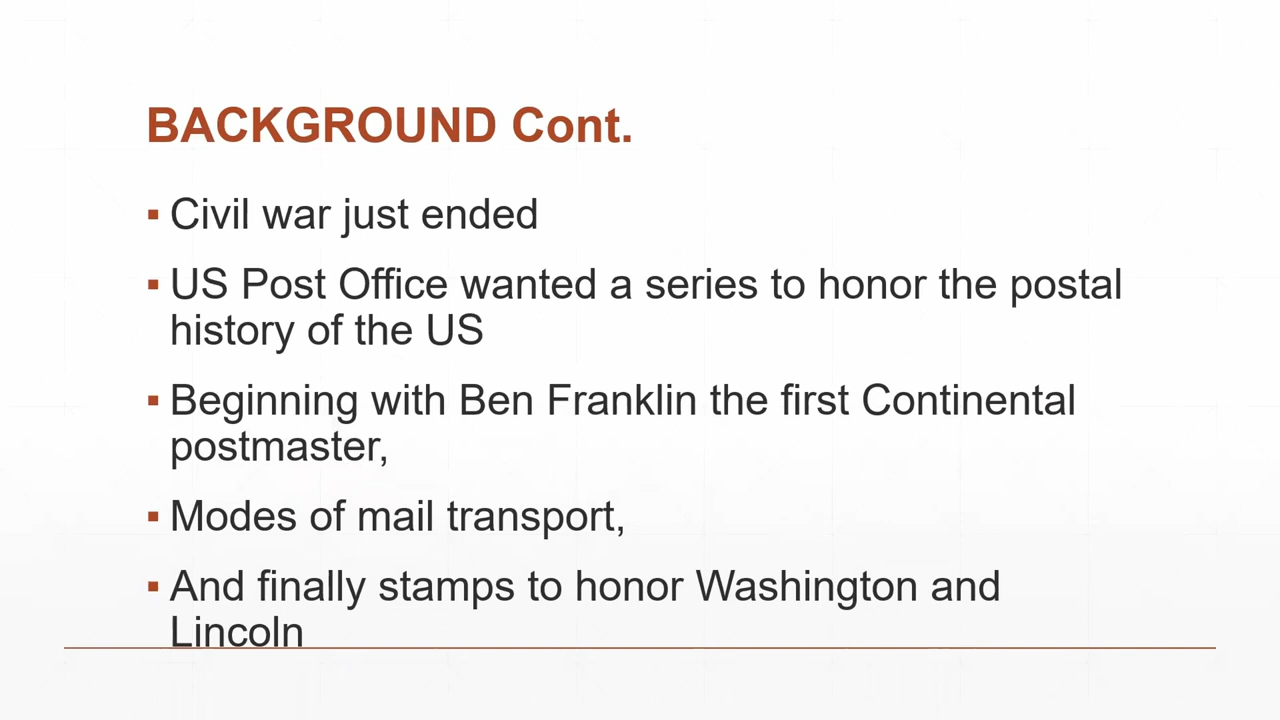 BACKGROUND Cont.
▪ Civil war just ended
▪ US Post Office wanted a series to honor the postal
history of the US
▪ Beginning with Ben Franklin the first Continental
postmaster,
▪ Modes of mail transport,
▪ And finally stamps to honor Washington and
Lincoln